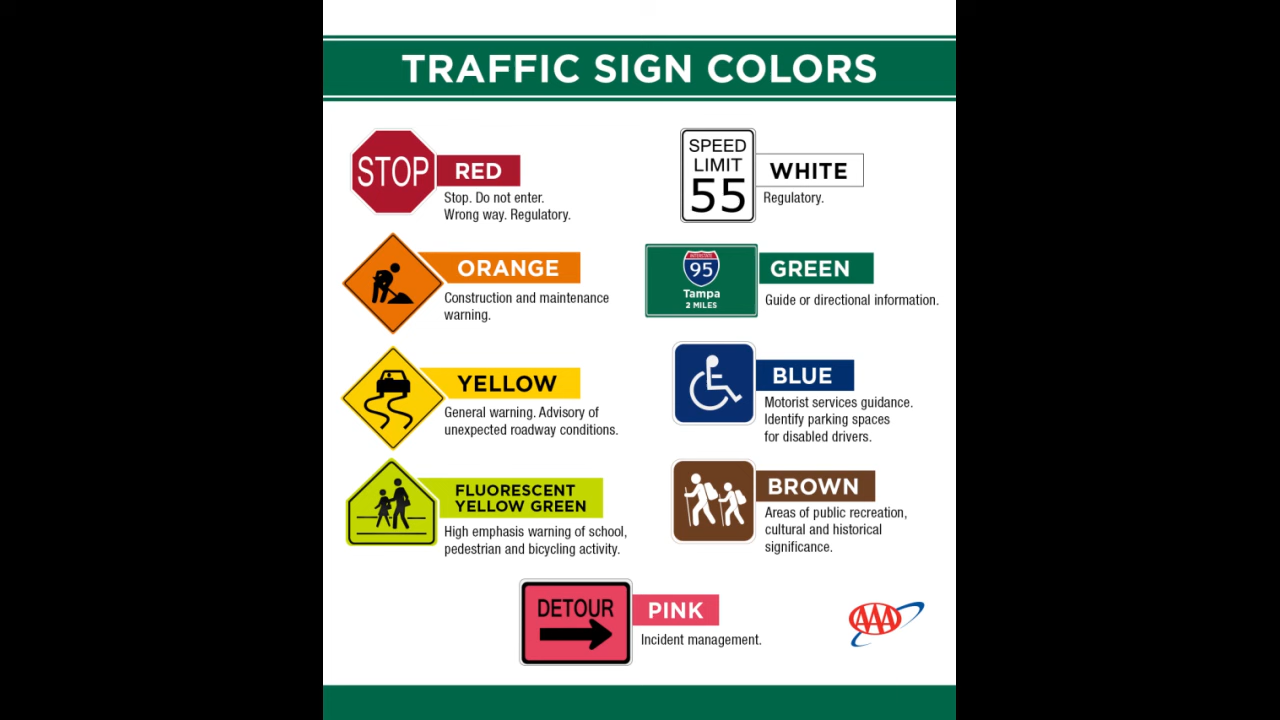 TRAFFIC SIGN COLORS
STOP
RED
Stop. Do not enter.
Wrong way. Regulatory.
SPEED
LIMIT
55
WHITE
Regulatory.
ORANGE
Construction and maintenance
warning.
INTERSTATE
95
Tampa
2 MILES
GREEN
Guide or directional information.
YELLOW
General warning. Advisory of
unexpected roadway conditions.
BLUE
Motorist services guidance.
Identify parking spaces
for disabled drivers.
FLUORESCENT
YELLOW GREEN
High emphasis warning of school,
pedestrian and bicycling activity.
BROWN
Areas of public recreation,
cultural and historical
significance.
DETOUR
PINK
Incident management.
AAA